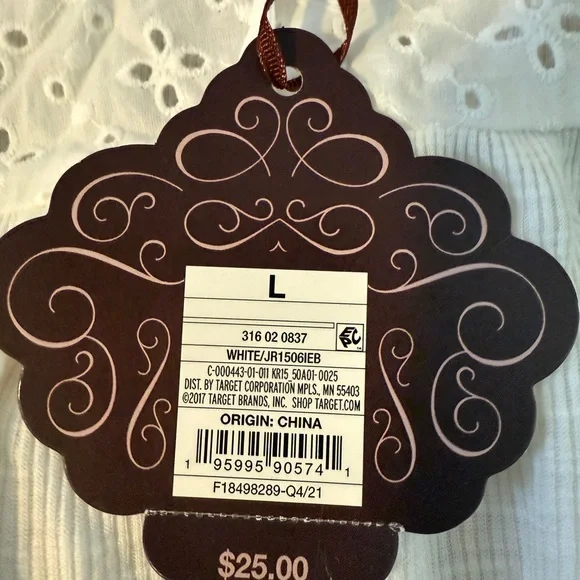 L
316 02 0837
WHITE/JR1506IEB
C-000443-01-011 KR15 50A01-0025
DIST. BY TARGET CORPORATION MPLS., MN 55403
©2017 TARGET BRANDS, INC. SHOP TARGET.COM
ORIGIN: CHINA
1 95995 90574 1
F18498289-Q4/21
$25.00